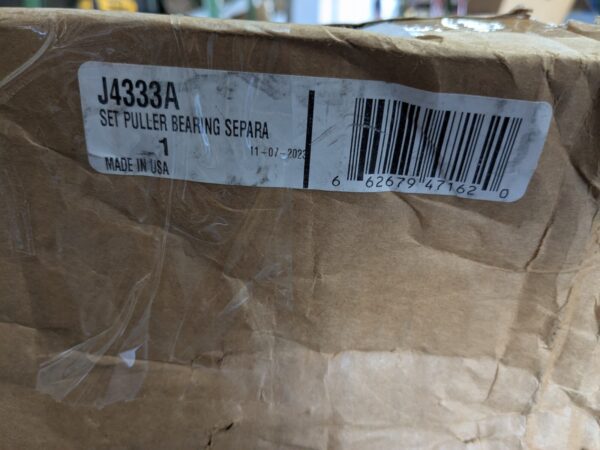 J4333A
SET PULLER BEARING SEPARA
1
11-07-2023
MADE IN USA
6 62679 47162 0